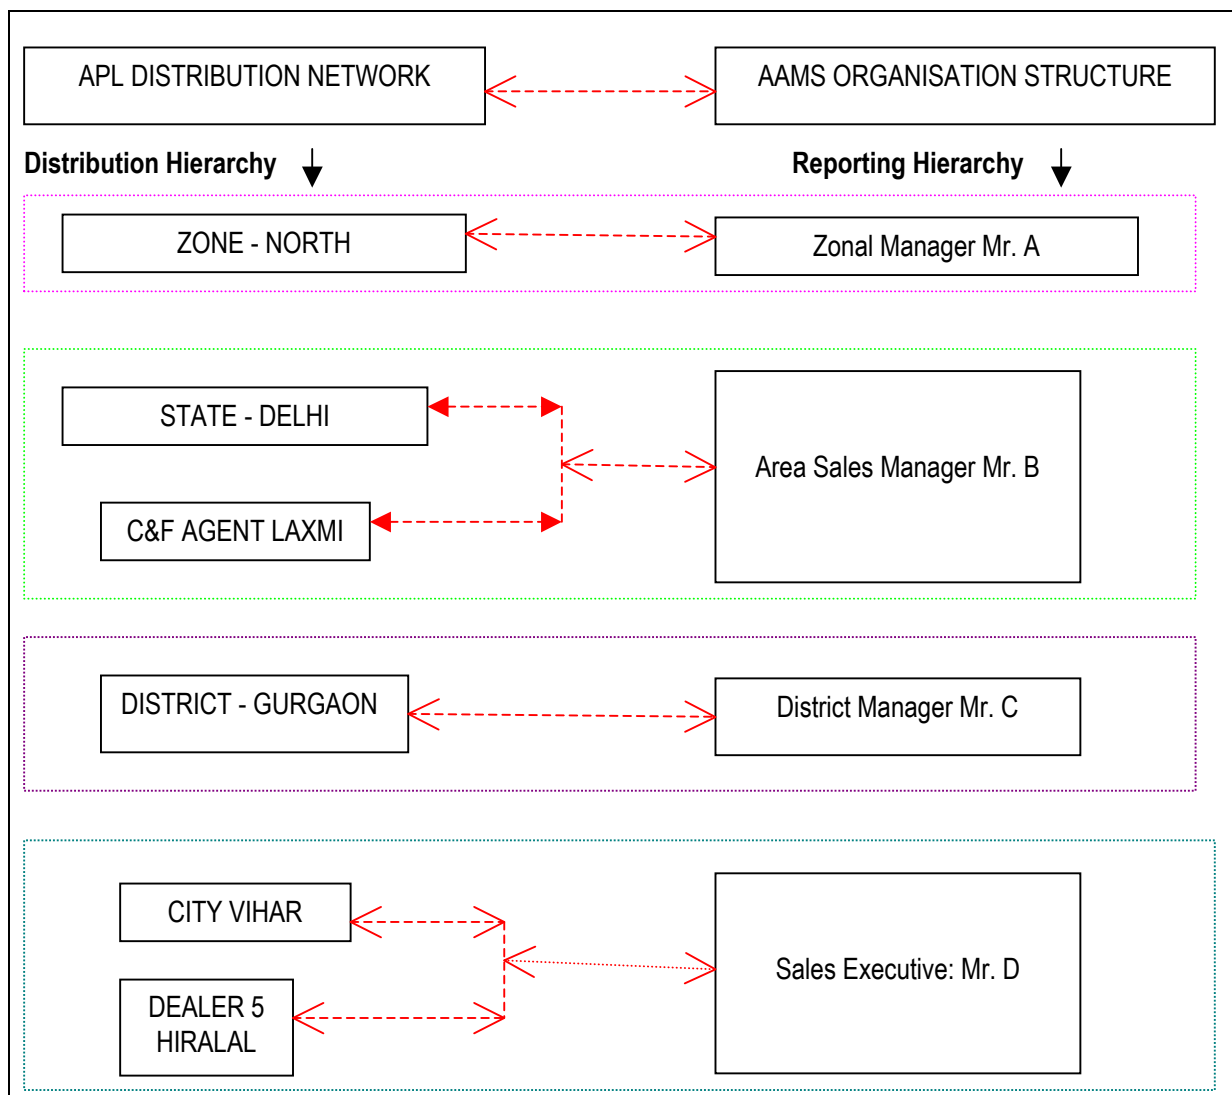 APL DISTRIBUTION NETWORK
AAMS ORGANISATION STRUCTURE
Distribution Hierarchy
Reporting Hierarchy
ZONE - NORTH
Zonal Manager Mr. A
STATE - DELHI
Area Sales Manager Mr. B
C&F AGENT LAXMI
DISTRICT - GURGAON
District Manager Mr. C
CITY VIHAR
Sales Executive: Mr. D
DEALER 5
HIRALAL